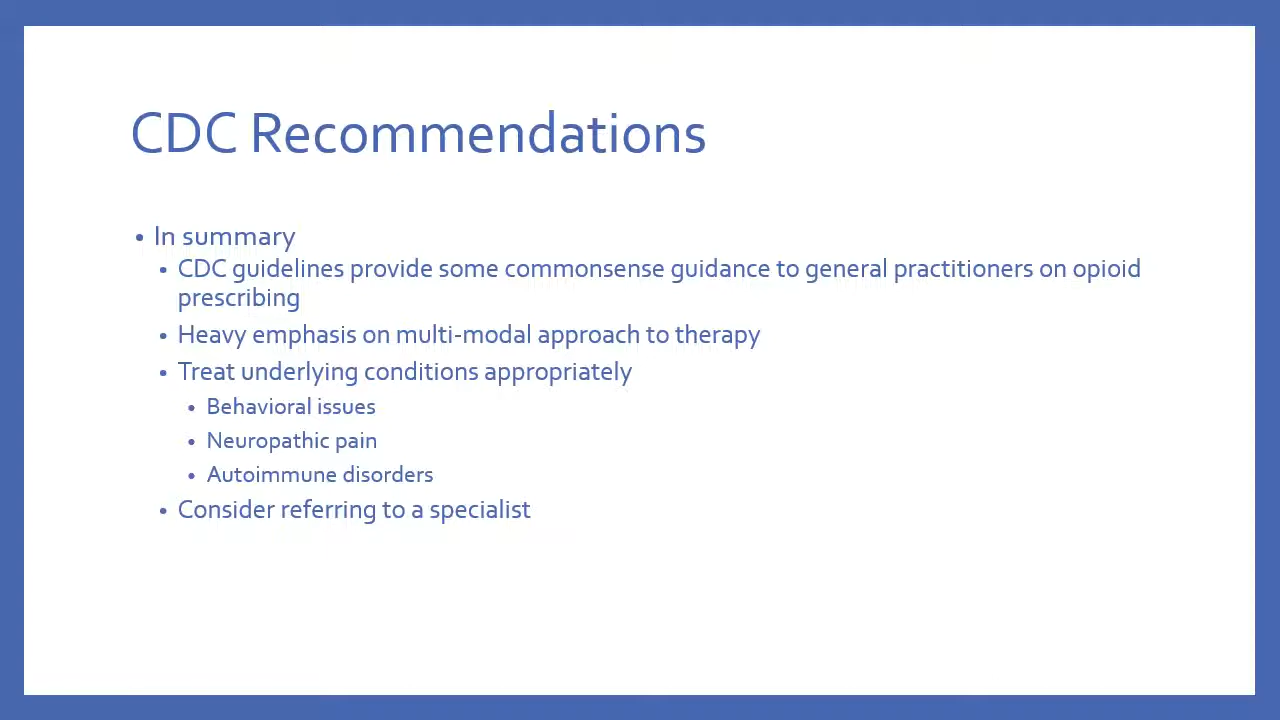 CDC Recommendations
• In summary
• CDC guidelines provide some commonsense guidance to general practitioners on opioid
prescribing
• Heavy emphasis on multi-modal approach to therapy
• Treat underlying conditions appropriately
• Behavioral issues
• Neuropathic pain
• Autoimmune disorders
• Consider referring to a specialist